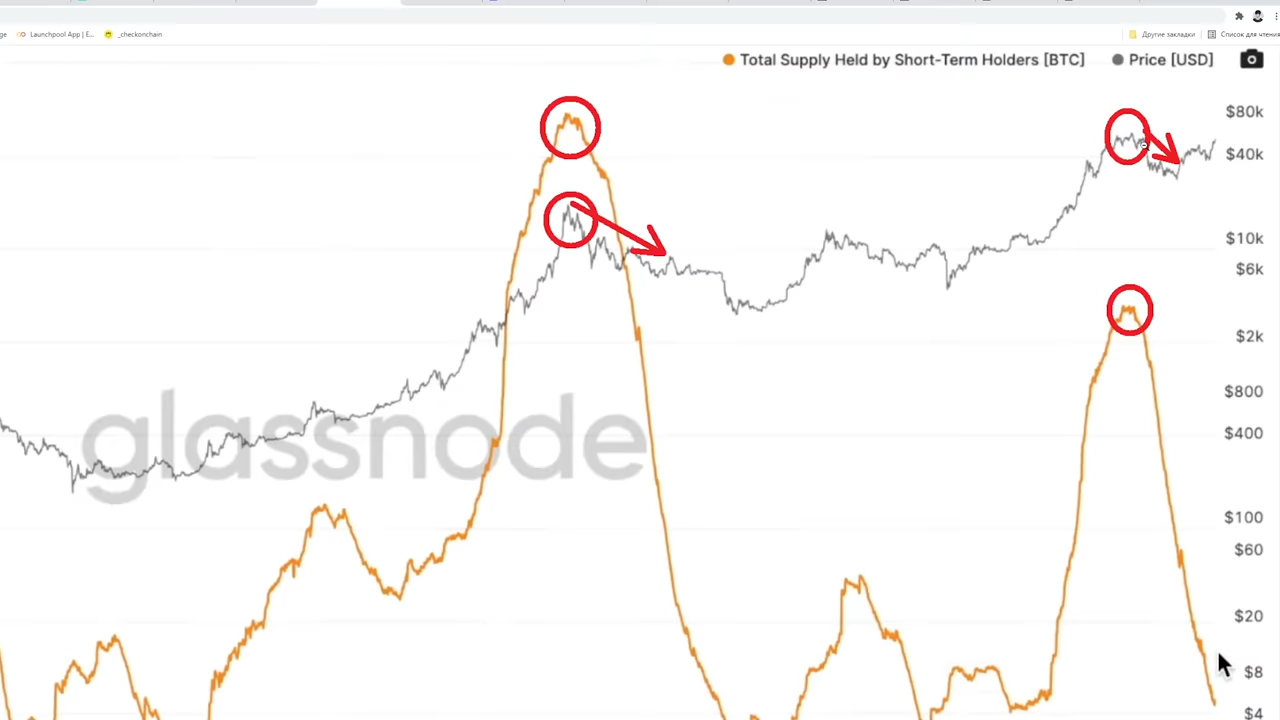 ge Launchpool App | E... _checkonchain Другие закладки Список для чтения
Total Supply Held by Short-Term Holders [BTC] Price [USD]
$80k
$40k
$10k
$6k
$2k
$800
$400
glassnode
$100
$60
$20
$8
$4